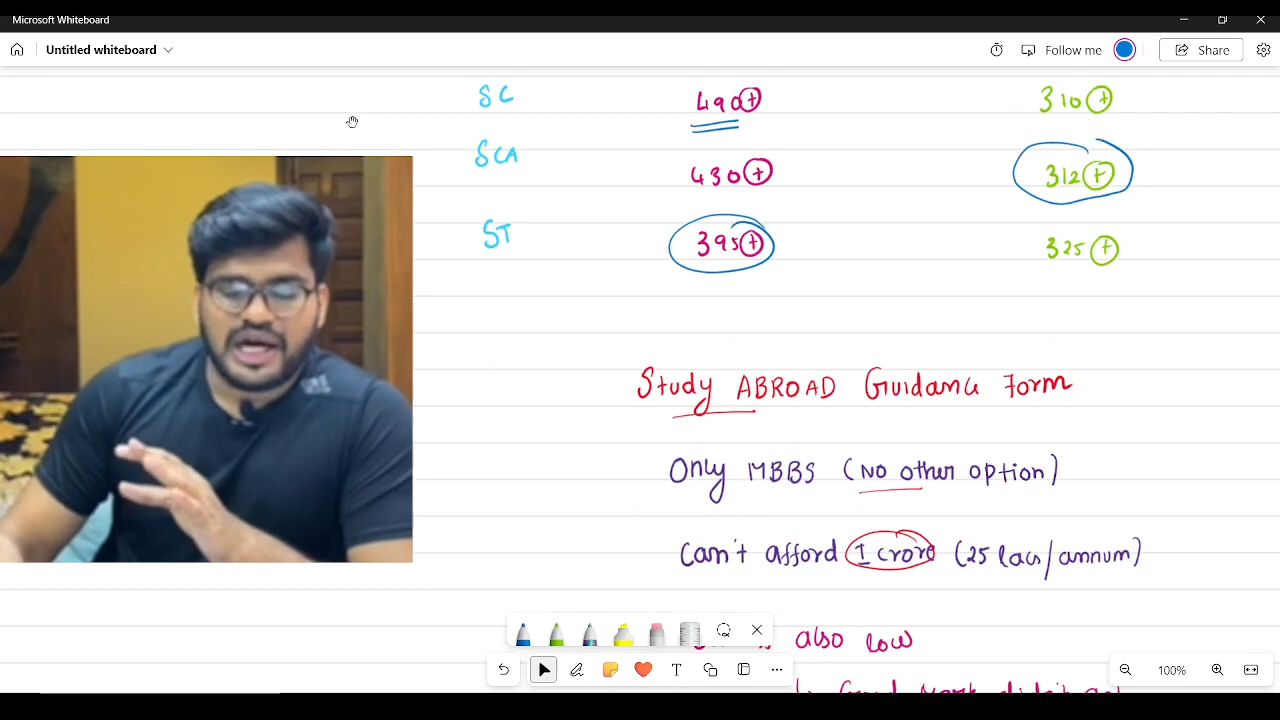 Microsoft Whiteboard
Untitled whiteboard
Follow me
Share
SC 490+ 310+
SCA 430+ 312+
ST 395+ 325+
Study ABROAD Guidance Form
Only MBBS (No other option)
Can't afford 1 crore (25 lacs/annum)
also low
T
100%